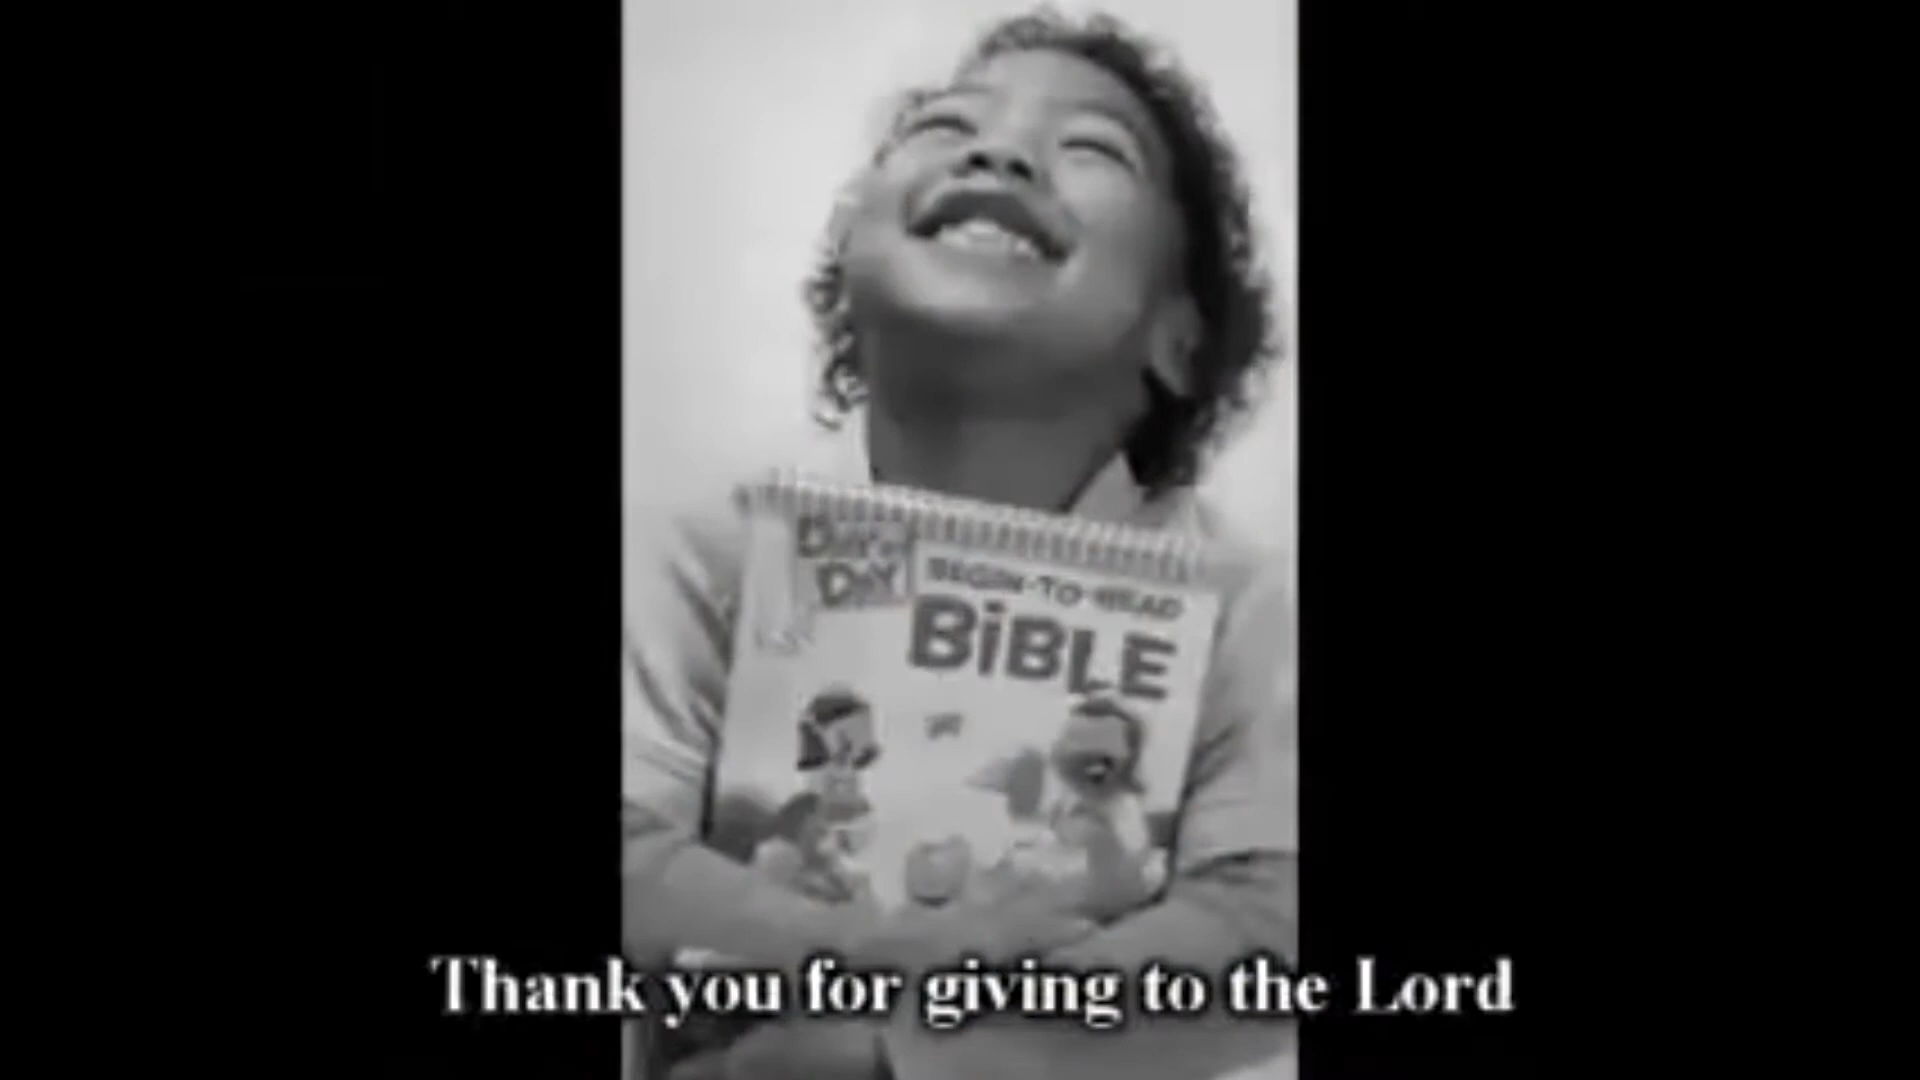 DAY BY
DAY
BEGIN-TO-READ
BiBLE
Thank you for giving to the Lord